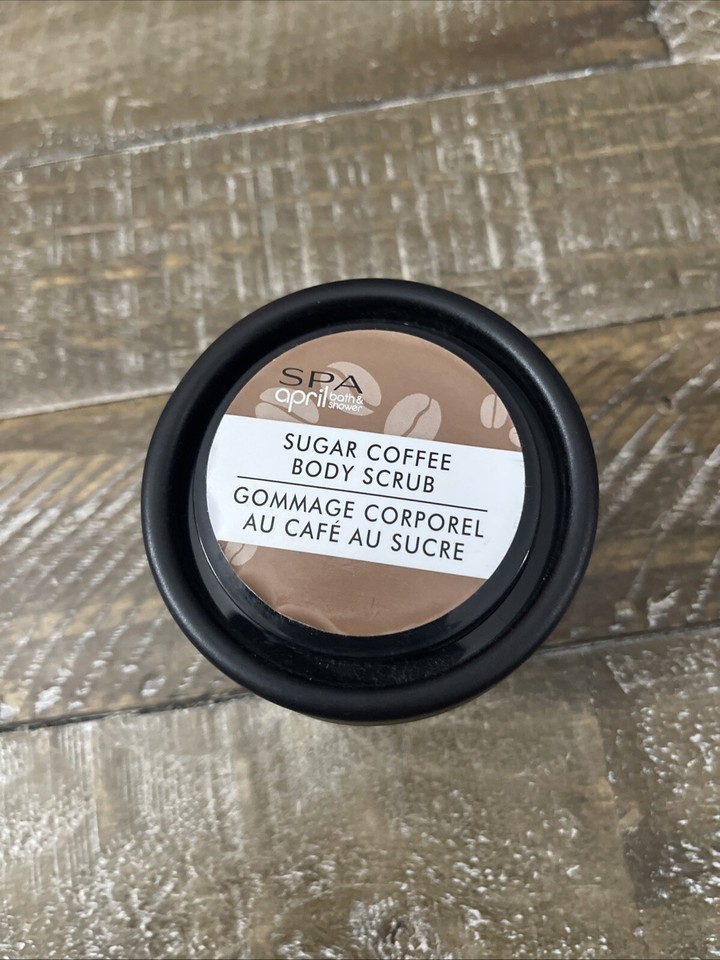 SPA
april bath &
shower
SUGAR COFFEE
BODY SCRUB
GOMMAGE CORPOREL
AU CAFÉ AU SUCRE